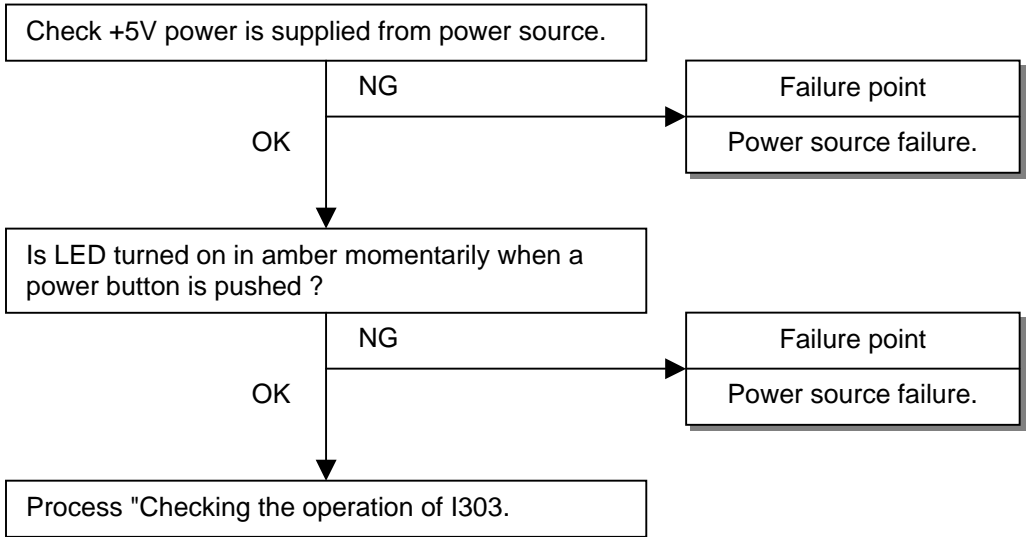 Check +5V power is supplied from power source.
NG
Failure point
Power source failure.
OK
Is LED turned on in amber momentarily when a
power button is pushed ?
NG
Failure point
Power source failure.
OK
Process "Checking the operation of I303.